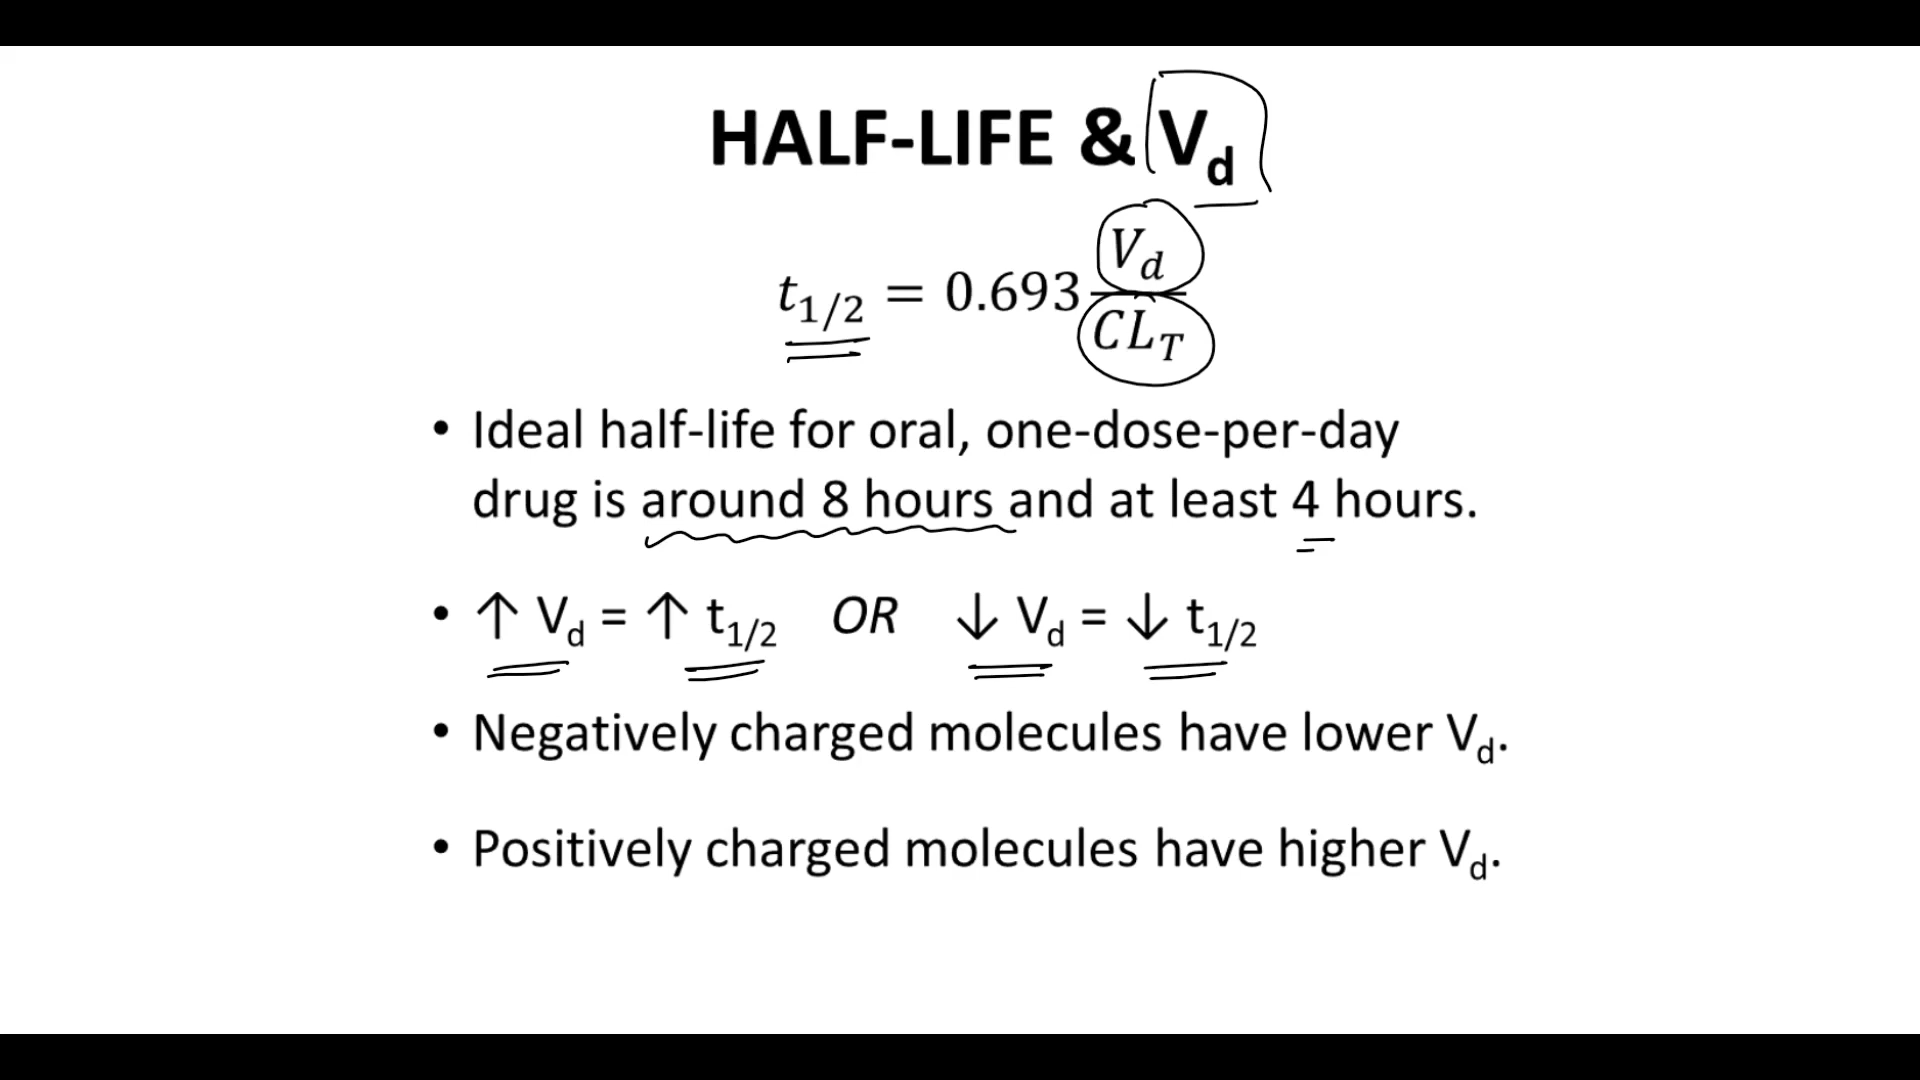 HALF-LIFE & Vd
t1/2 = 0.693 Vd/CLT
• Ideal half-life for oral, one-dose-per-day
drug is around 8 hours and at least 4 hours.
• ↑ Vd = ↑ t1/2 OR ↓ Vd = ↓ t1/2
• Negatively charged molecules have lower Vd.
• Positively charged molecules have higher Vd.